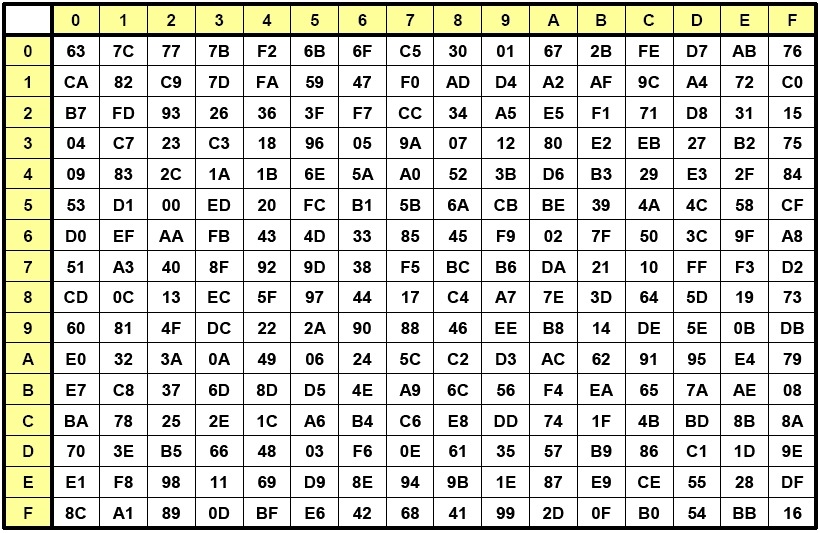 0 1 2 3 4 5 6 7 8 9 A B C D E F
0 63 7C 77 7B F2 6B 6F C5 30 01 67 2B FE D7 AB 76
1 CA 82 C9 7D FA 59 47 F0 AD D4 A2 AF 9C A4 72 C0
2 B7 FD 93 26 36 3F F7 CC 34 A5 E5 F1 71 D8 31 15
3 04 C7 23 C3 18 96 05 9A 07 12 80 E2 EB 27 B2 75
4 09 83 2C 1A 1B 6E 5A A0 52 3B D6 B3 29 E3 2F 84
5 53 D1 00 ED 20 FC B1 5B 6A CB BE 39 4A 4C 58 CF
6 D0 EF AA FB 43 4D 33 85 45 F9 02 7F 50 3C 9F A8
7 51 A3 40 8F 92 9D 38 F5 BC B6 DA 21 10 FF F3 D2
8 CD 0C 13 EC 5F 97 44 17 C4 A7 7E 3D 64 5D 19 73
9 60 81 4F DC 22 2A 90 88 46 EE B8 14 DE 5E 0B DB
A E0 32 3A 0A 49 06 24 5C C2 D3 AC 62 91 95 E4 79
B E7 C8 37 6D 8D D5 4E A9 6C 56 F4 EA 65 7A AE 08
C BA 78 25 2E 1C A6 B4 C6 E8 DD 74 1F 4B BD 8B 8A
D 70 3E B5 66 48 03 F6 0E 61 35 57 B9 86 C1 1D 9E
E E1 F8 98 11 69 D9 8E 94 9B 1E 87 E9 CE 55 28 DF
F 8C A1 89 0D BF E6 42 68 41 99 2D 0F B0 54 BB 16